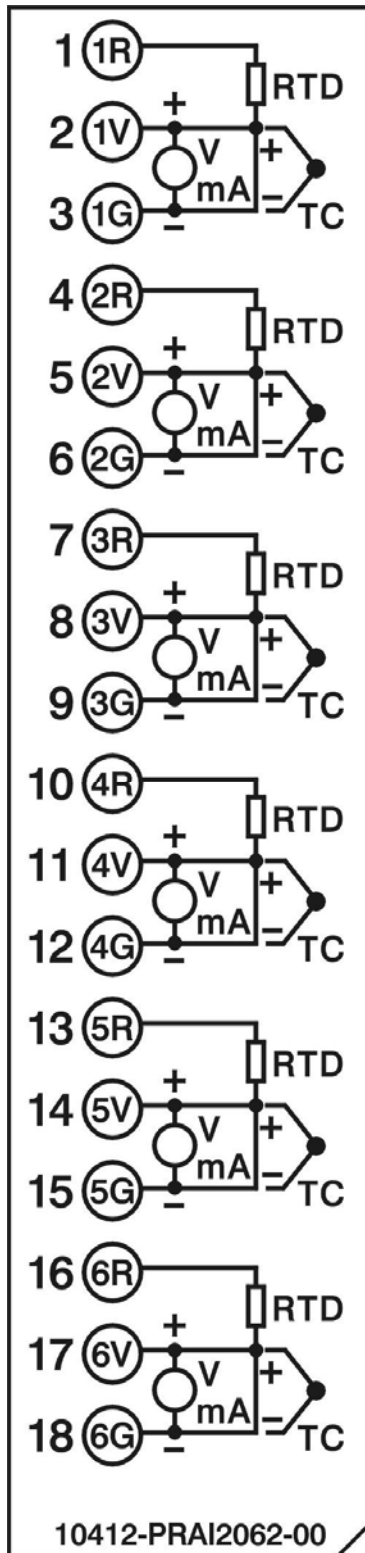 1 1R
RTD
+
2 1V V +
mA
3 1G − − TC
4 2R
RTD
+
5 2V V +
mA
6 2G − − TC
7 3R
RTD
+
8 3V V +
mA
9 3G − − TC
10 4R
RTD
+
11 4V V +
mA
12 4G − − TC
13 5R
RTD
+
14 5V V +
mA
15 5G − − TC
16 6R
RTD
+
17 6V V +
mA
18 6G − − TC
10412-PRAI2062-00